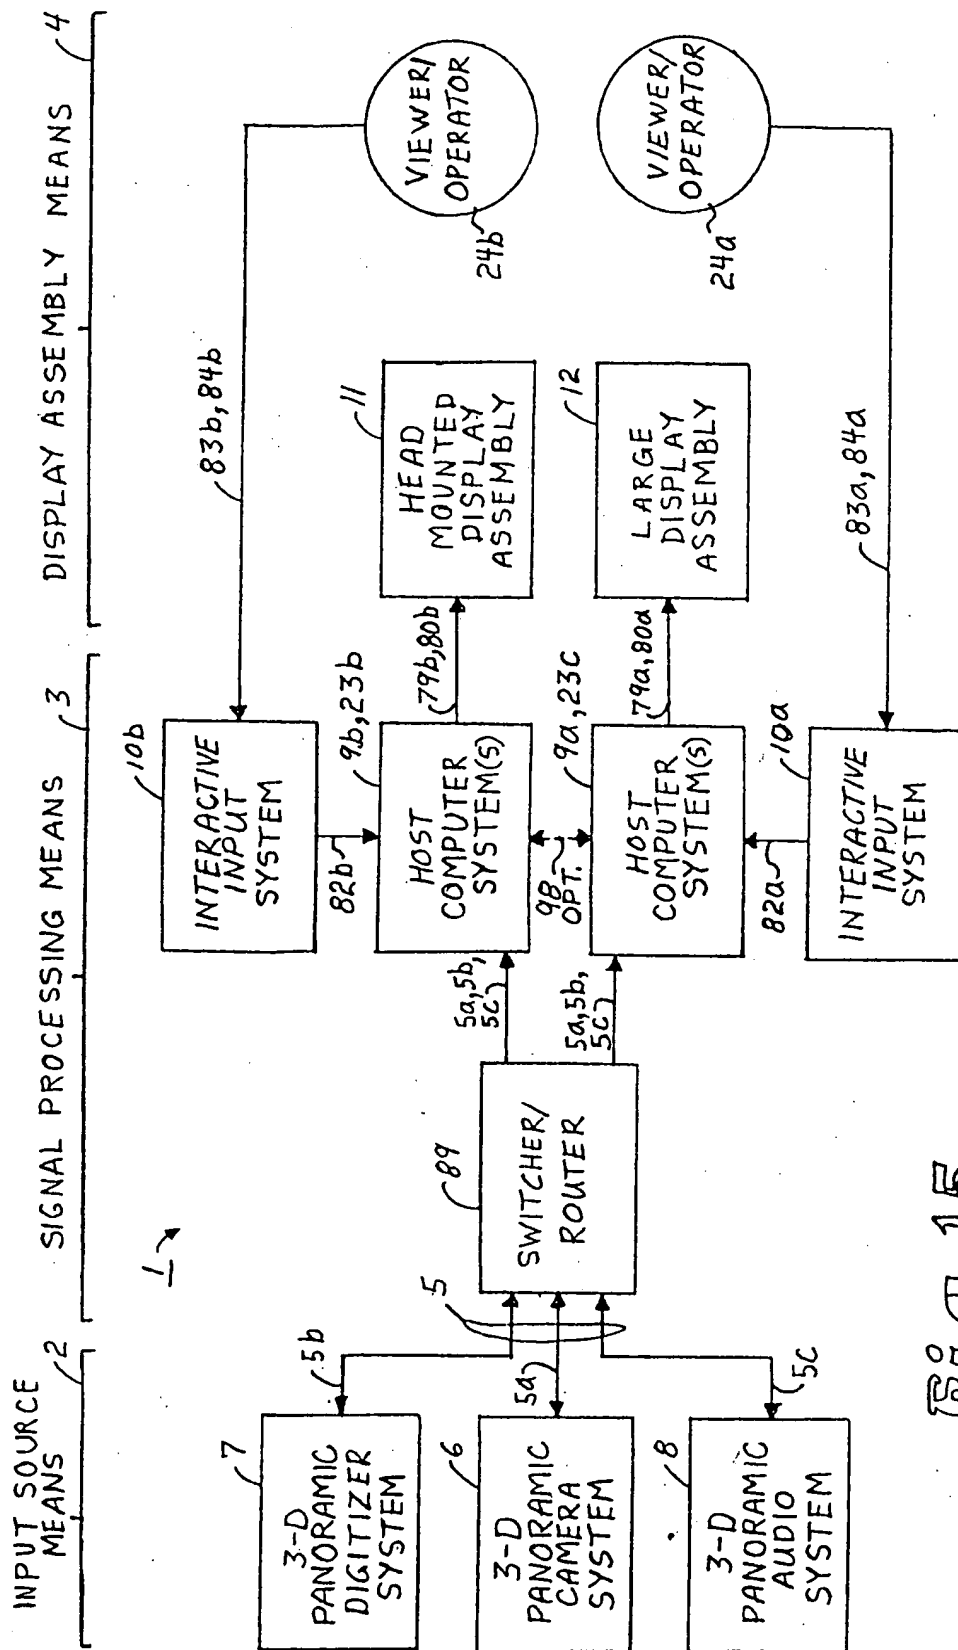 INPUT SOURCE
MEANS
2
SIGNAL PROCESSING MEANS
3
DISPLAY ASSEMBLY MEANS
4
1
7
3-D
PANORAMIC
DIGITIZER
SYSTEM
5b
6
3-D
PANORAMIC
CAMERA
SYSTEM
5a
8
3-D
PANORAMIC
AUDIO
SYSTEM
5c
5
89
SWITCHER/
ROUTER
5a,5b,
5c
5a,5b,
5c
10b
INTERACTIVE
INPUT
SYSTEM
82b
9b,23b
HOST
COMPUTER
SYSTEM(S)
9B
OPT.
9a,23c
HOST
COMPUTER
SYSTEM(S)
82a
10a
INTERACTIVE
INPUT
SYSTEM
83b,84b
79b,80b
11
HEAD
MOUNTED
DISPLAY
ASSEMBLY
79a,80a
12
LARGE
DISPLAY
ASSEMBLY
83a,84a
VIEWER/
OPERATOR
24b
VIEWER/
OPERATOR
24a
Fig 15